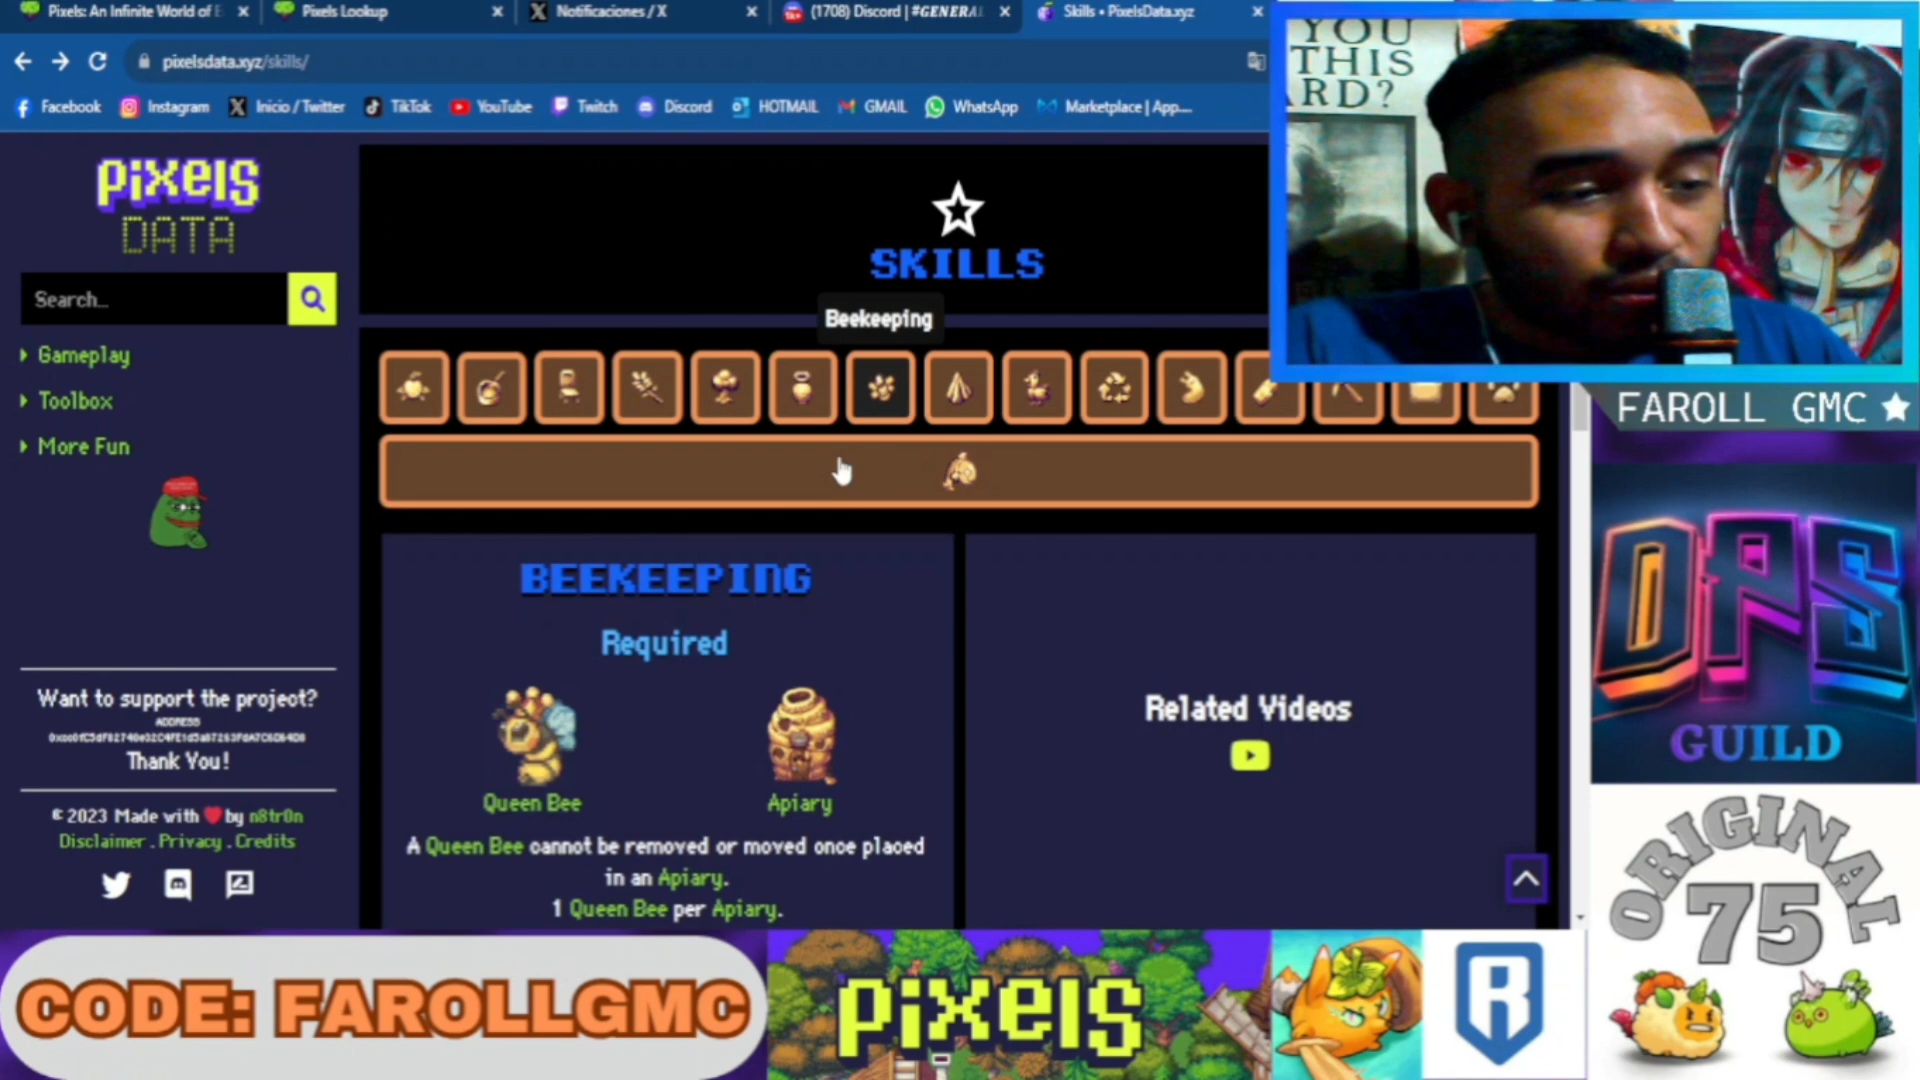 Pixels: An Infinite World of E
Pixels Lookup
Notificaciones / X
(1708) Discord | #GENERAL
Skills • PixelsData.xyz
pixelsdata.xyz/skills/
Facebook
Instagram
Inicio / Twitter
TikTok
YouTube
Twitch
Discord
HOTMAIL
GMAIL
WhatsApp
Marketplace | App....
YOU
THIS
ARD?
PIXELS
DATA
Search...
Gameplay
Toolbox
More Fun
SKILLS
Beekeeping
BEEKEEPING
Required
Queen Bee
Apiary
A Queen Bee cannot be removed or moved once placed
in an Apiary.
1 Queen Bee per Apiary.
Related Videos
Want to support the project?
ADDRESS
Thank You!
© 2023 Made with ❤ by n8tr0n
Disclaimer . Privacy . Credits
FAROLL GMC
OPS
GUILD
ORIGINAL
75
CODE: FAROLLGMC
PIXELS
R